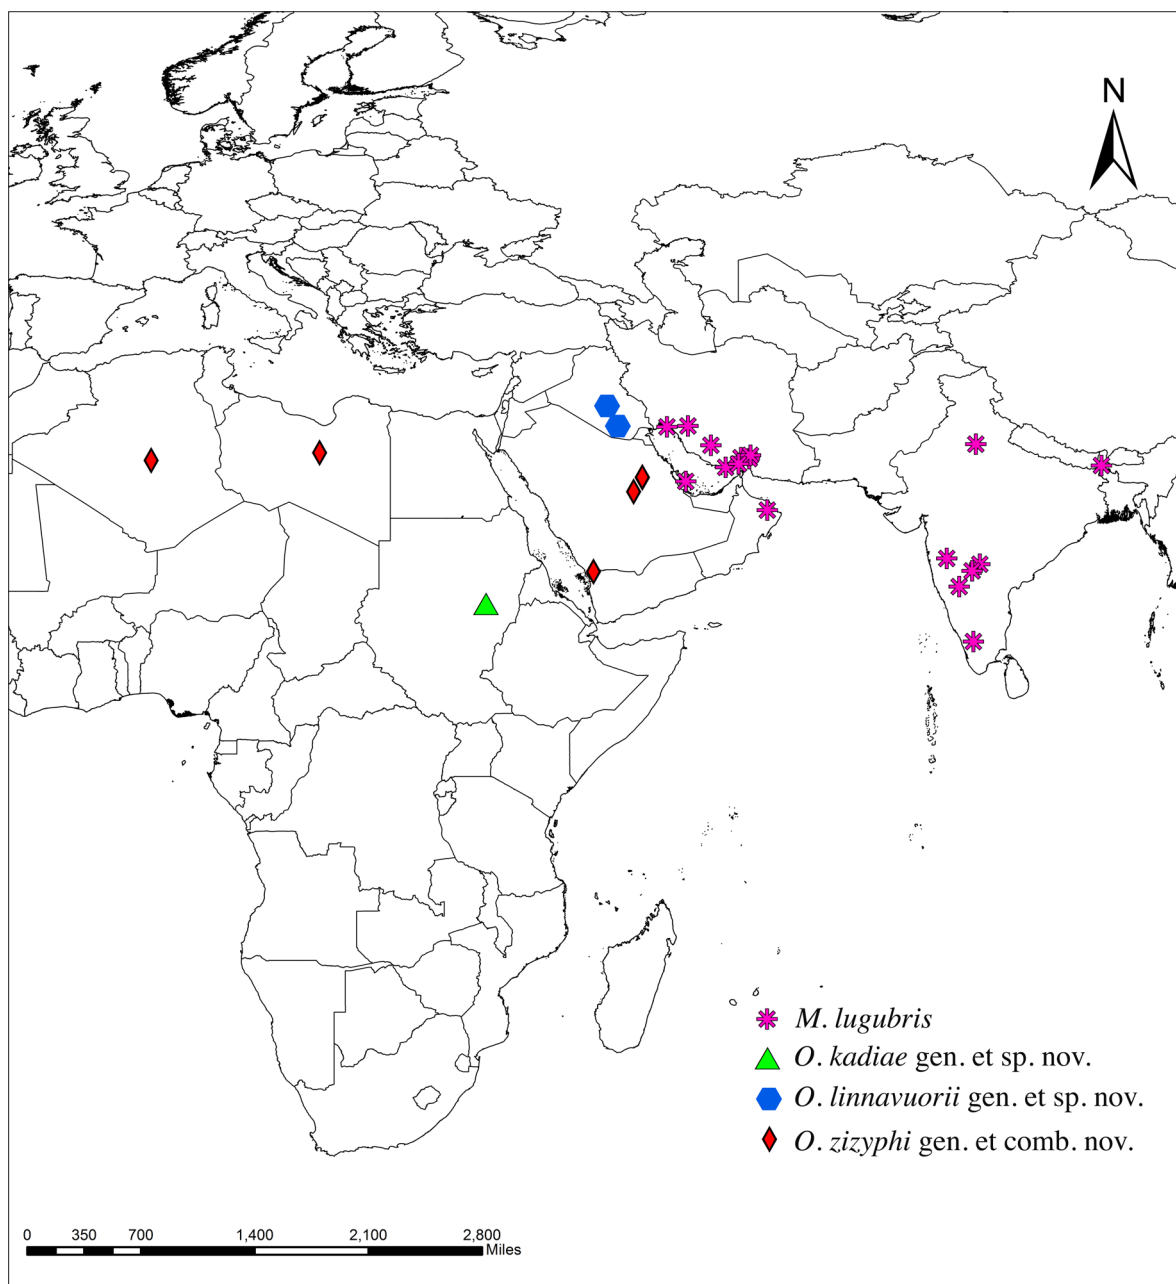 N
M. lugubris
O. kadiae gen. et sp. nov.
O. linnavuorii gen. et sp. nov.
O. zizyphi gen. et comb. nov.
0 350 700 1,400 2,100 2,800
Miles